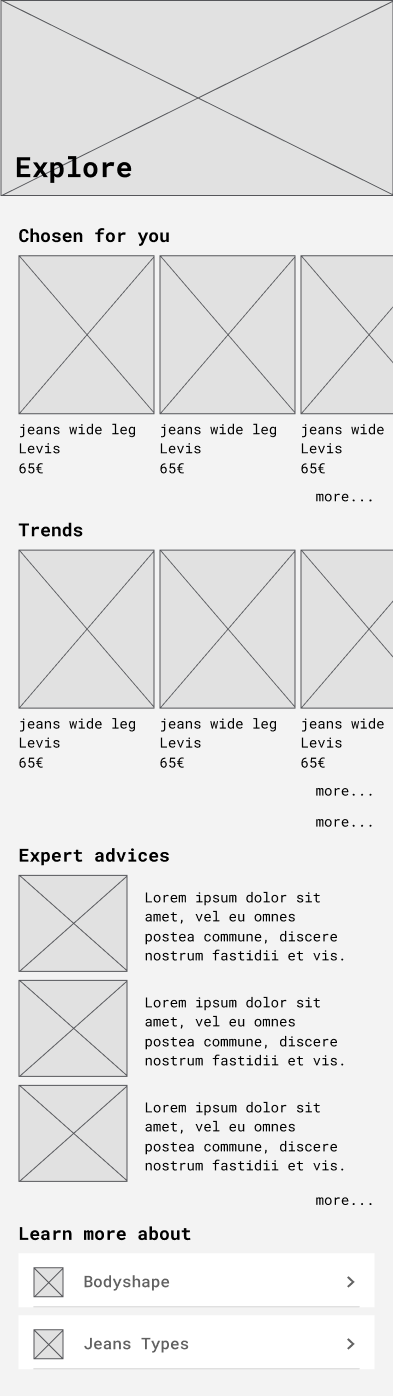 Explore
Chosen for you
jeans wide leg
Levis
65€
jeans wide leg
Levis
65€
jeans wide
Levis
65€
more...
Trends
jeans wide leg
Levis
65€
jeans wide leg
Levis
65€
jeans wide
Levis
65€
more...
more...
Expert advices
Lorem ipsum dolor sit
amet, vel eu omnes
postea commune, discere
nostrum fastidii et vis.
Lorem ipsum dolor sit
amet, vel eu omnes
postea commune, discere
nostrum fastidii et vis.
Lorem ipsum dolor sit
amet, vel eu omnes
postea commune, discere
nostrum fastidii et vis.
more...
Learn more about
Bodyshape
Jeans Types